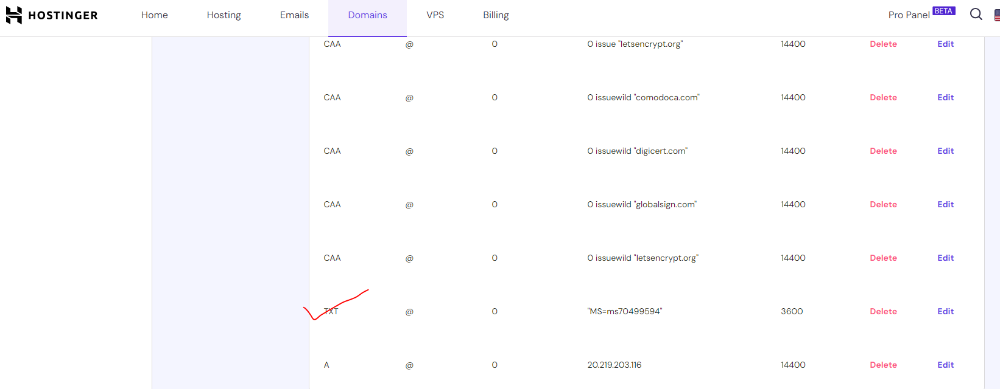 HOSTINGER Home Hosting Emails Domains VPS Billing Pro Panel BETA
CAA @ 0 0 issue "letsencrypt.org" 14400 Delete Edit
CAA @ 0 0 issuewild "comodoca.com" 14400 Delete Edit
CAA @ 0 0 issuewild "digicert.com" 14400 Delete Edit
CAA @ 0 0 issuewild "globalsign.com" 14400 Delete Edit
CAA @ 0 0 issuewild "letsencrypt.org" 14400 Delete Edit
TXT @ 0 "MS=ms70499594" 3600 Delete Edit
A @ 0 20.219.203.116 14400 Delete Edit